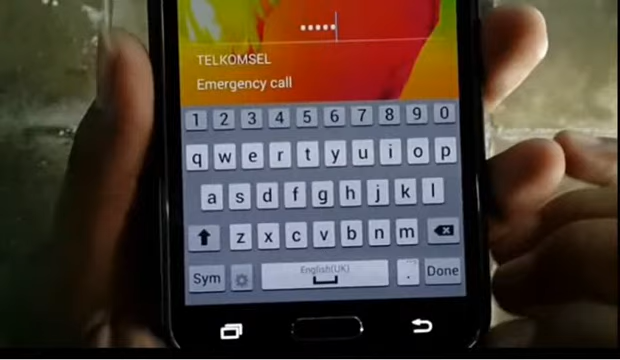 •••••
TELKOMSEL
Emergency call
1 2 3 4 5 6 7 8 9 0
q w e r t y u i o p
a s d f g h j k l
z x c v b n m
Sym English(UK) . Done